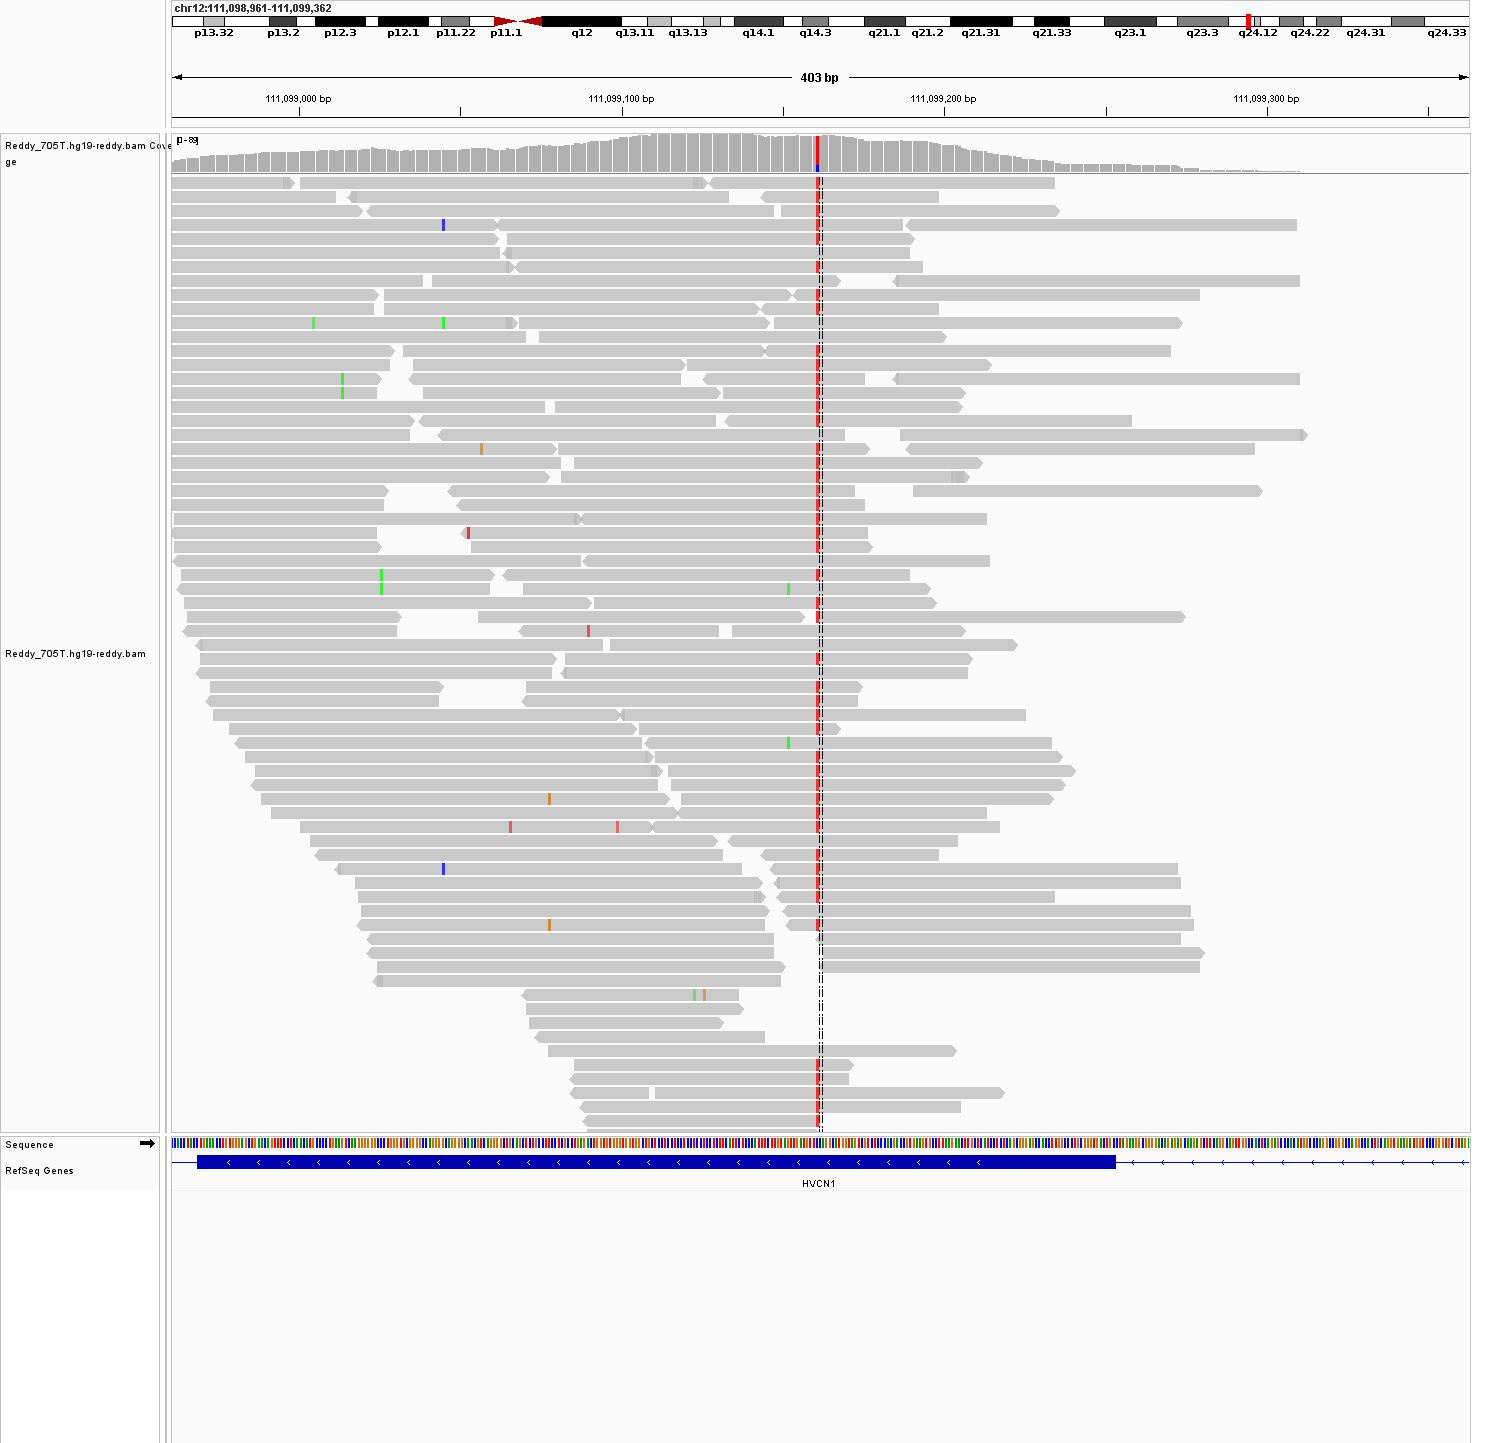 chr12:111,098,961-111,099,362
p13.32 p13.2 p12.3 p12.1 p11.22 p11.1 q12 q13.11 q13.13 q14.1 q14.3 q21.1 q21.2 q21.31 q21.33 q23.1 q23.3 q24.12 q24.22 q24.31 q24.33
403 bp
111,099,000 bp 111,099,100 bp 111,099,200 bp 111,099,300 bp
Reddy_705T.hg19-reddy.bam Cove
ge
[0 - 89]
Reddy_705T.hg19-reddy.bam
Sequence
RefSeq Genes
HVCN1